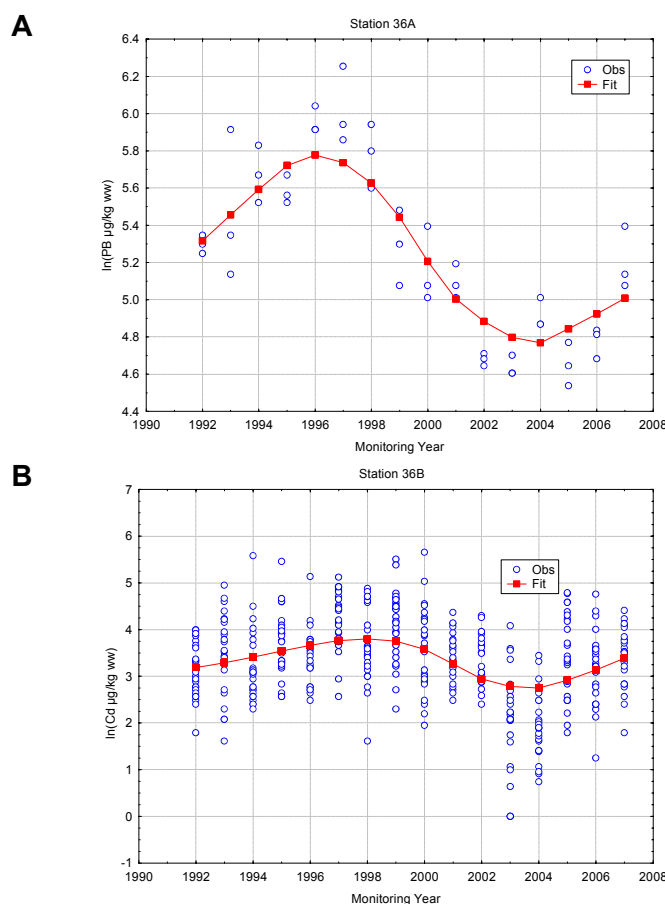 A
Station 36A
6.4
6.2
6.0
5.8
5.6
5.4
5.2
5.0
4.8
4.6
4.4
ln(PB µg/kg ww)
Obs
Fit
1990 1992 1994 1996 1998 2000 2002 2004 2006 2008
Monitoring Year
B
Station 36B
7
6
5
4
3
2
1
0
-1
ln(Cd µg/kg ww)
Obs
Fit
1990 1992 1994 1996 1998 2000 2002 2004 2006 2008
Monitoring Year